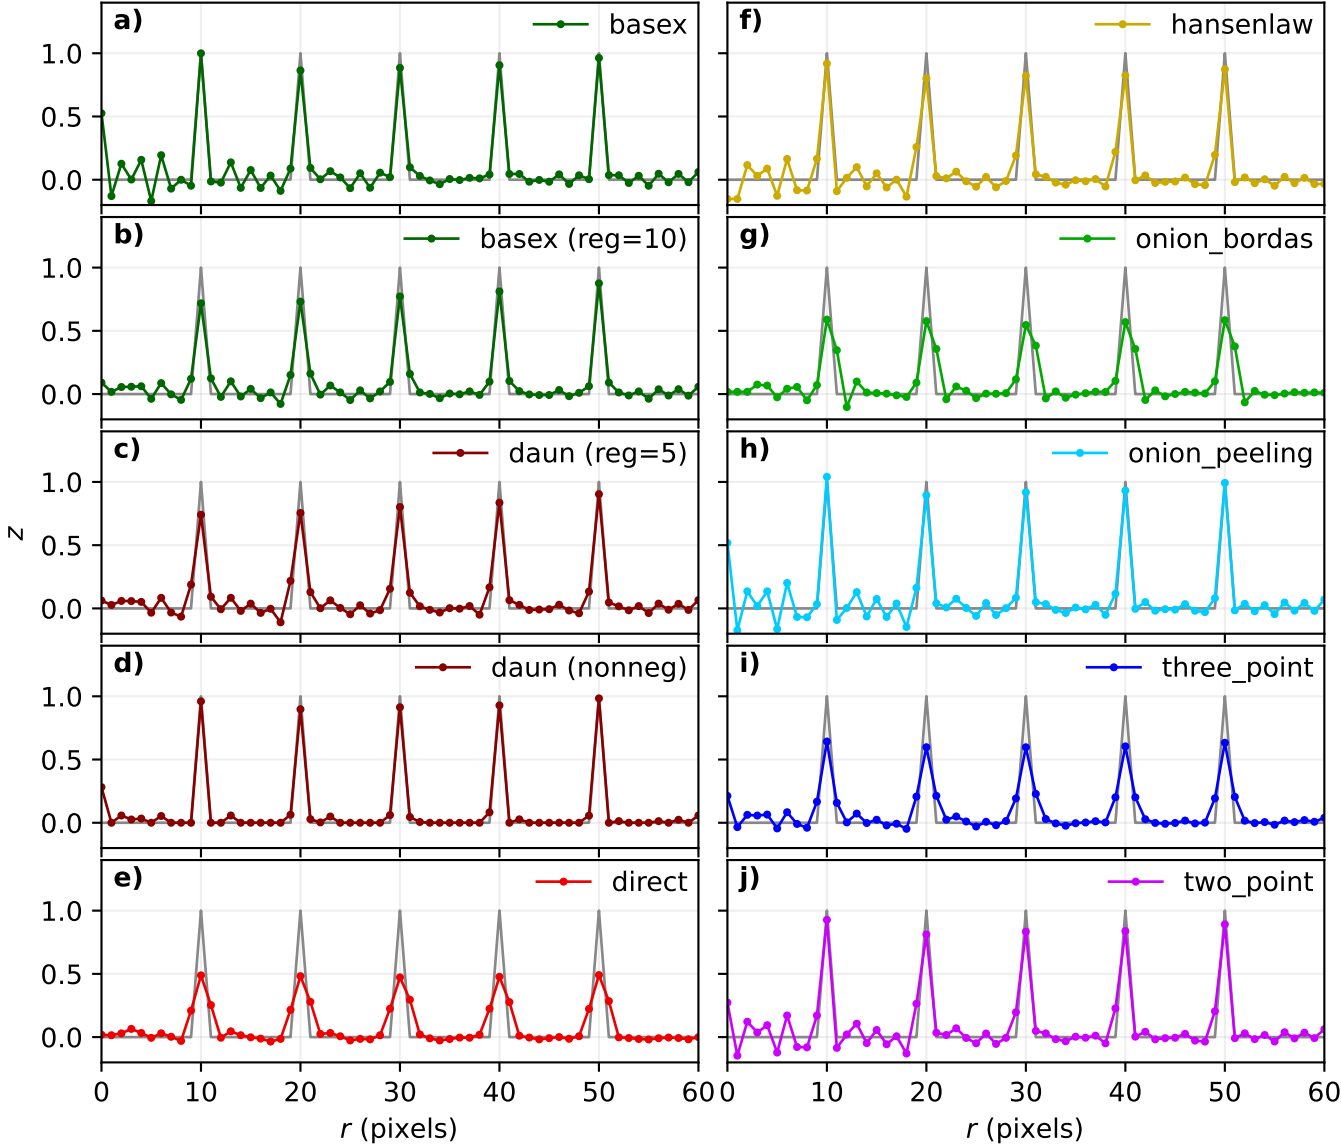 a) basex
1.0
0.5
0.0
b) basex (reg=10)
1.0
0.5
0.0
c) daun (reg=5)
1.0
0.5
0.0
z
d) daun (nonneg)
1.0
0.5
0.0
e) direct
1.0
0.5
0.0
0 10 20 30 40 50 60
r (pixels)
f) hansenlaw
g) onion_bordas
h) onion_peeling
i) three_point
j) two_point
0 10 20 30 40 50 60
r (pixels)